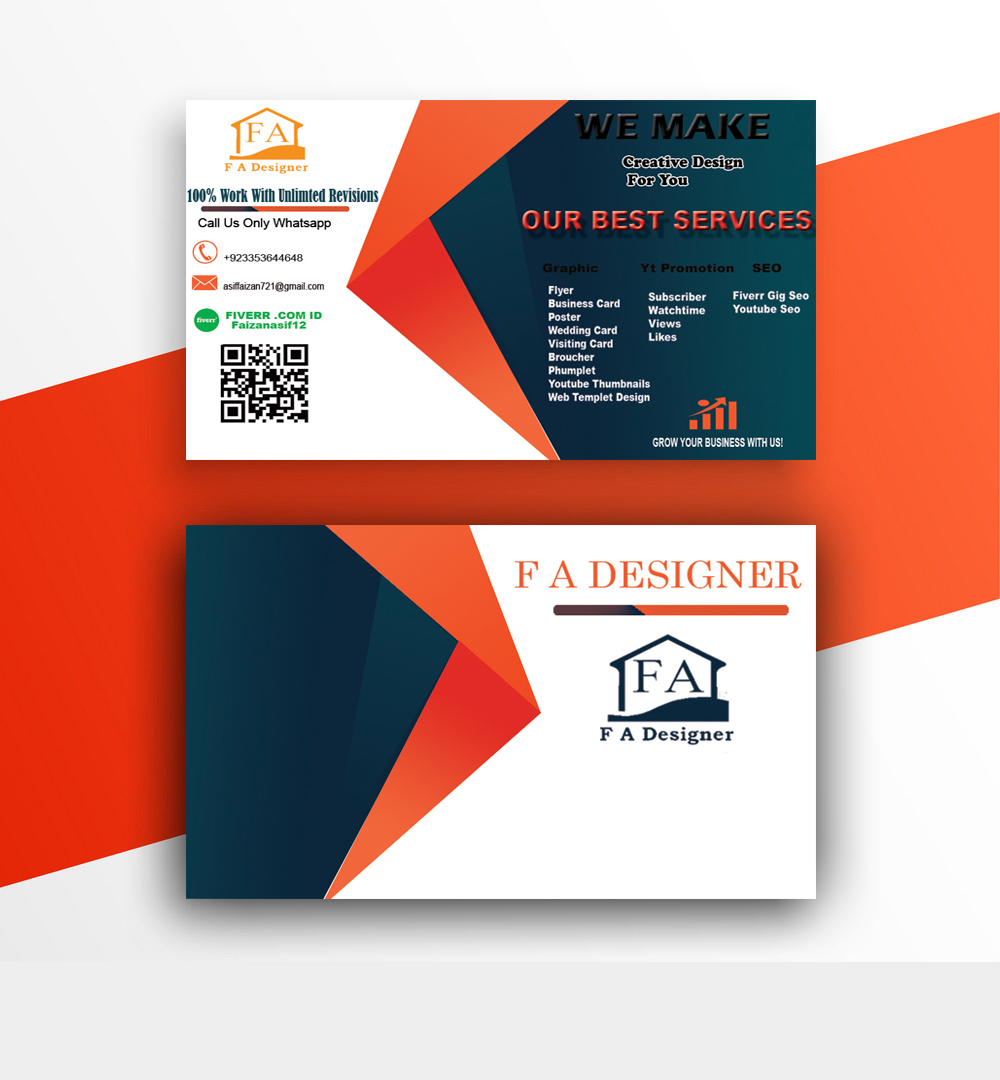 FA
F A Designer
100% Work With Unlimted Revisions
Call Us Only Whatsapp
+923353644648
asiffaizan721@gmail.com
fiverr
FIVERR .COM ID
Faizanasif12
WE MAKE
Creative Design
For You
OUR BEST SERVICES
Graphic
Flyer
Business Card
Poster
Wedding Card
Visiting Card
Broucher
Phumplet
Youtube Thumbnails
Web Templet Design
Yt Promotion
Subscriber
Watchtime
Views
Likes
SEO
Fiverr Gig Seo
Youtube Seo
GROW YOUR BUSINESS WITH US!
F A DESIGNER
FA
F A Designer